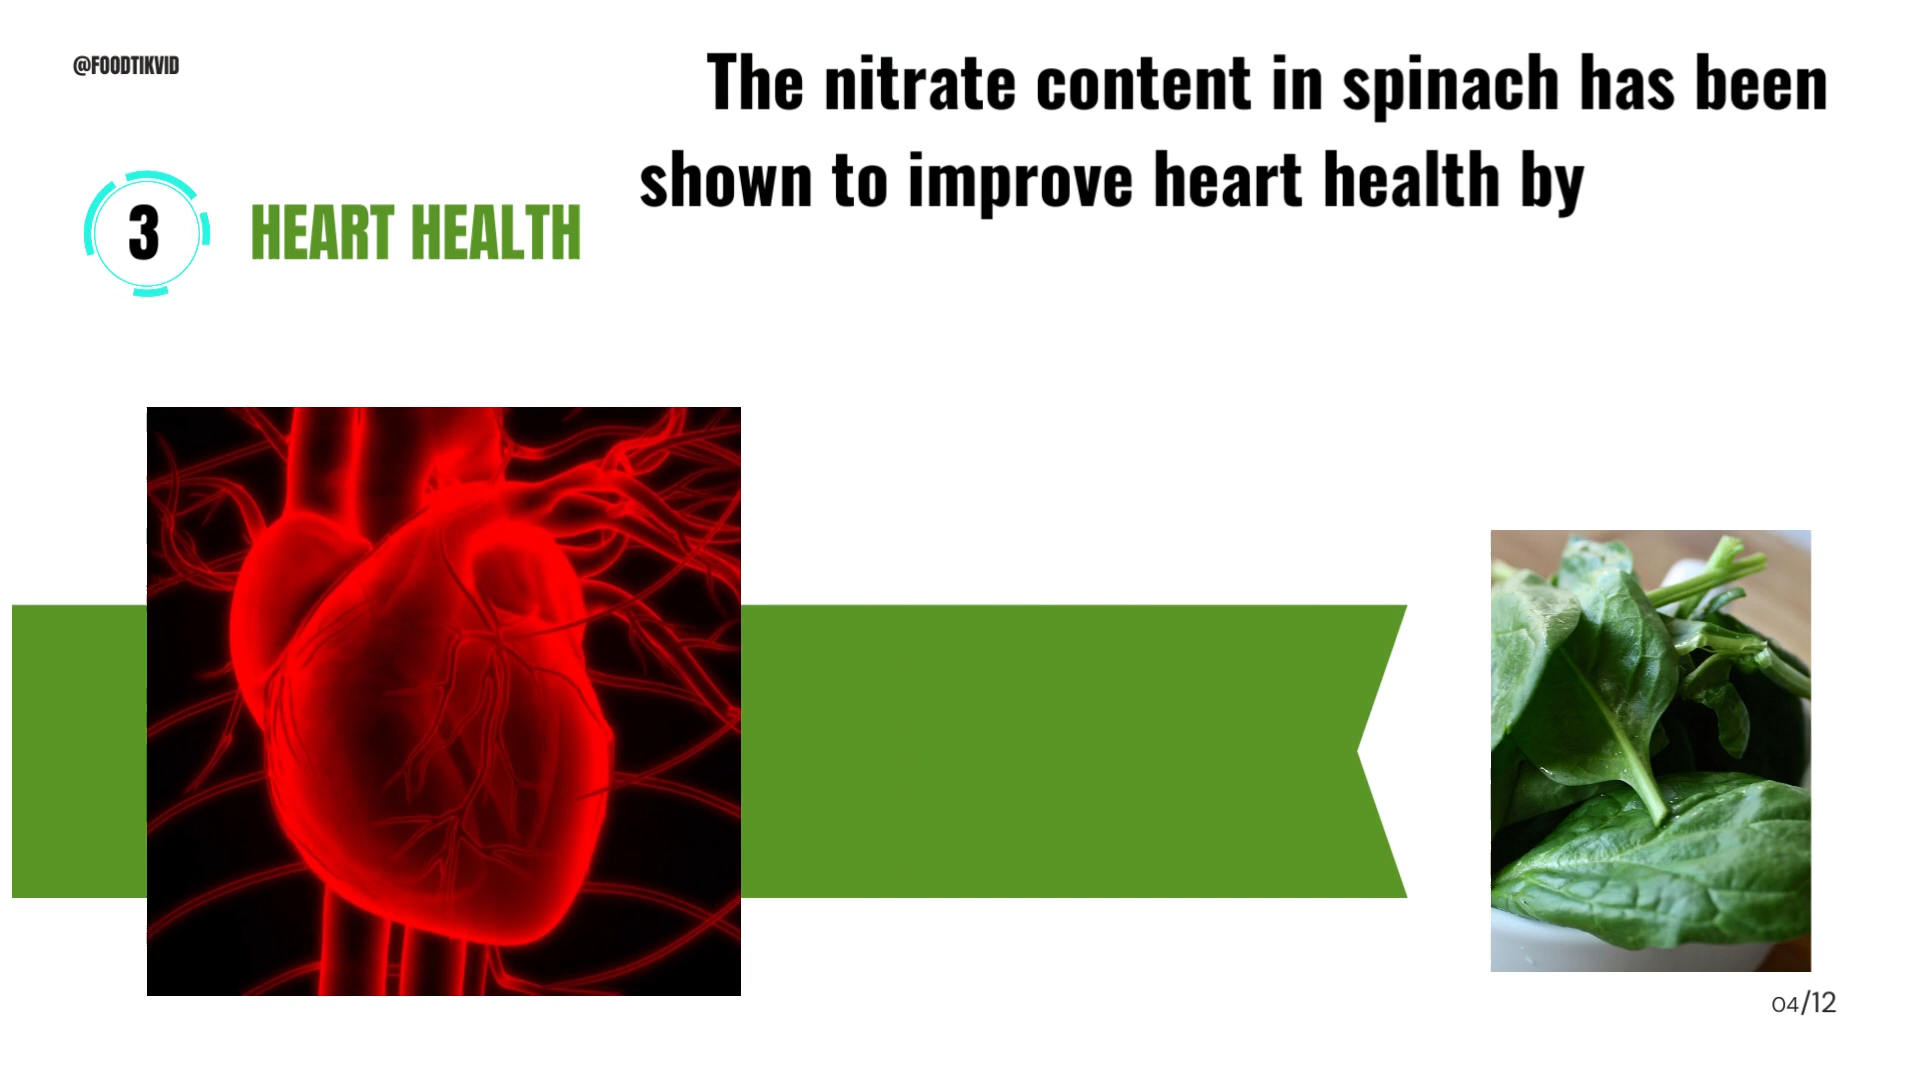 @FOODTIKVID
The nitrate content in spinach has been
shown to improve heart health by
3
HEART HEALTH
04/12